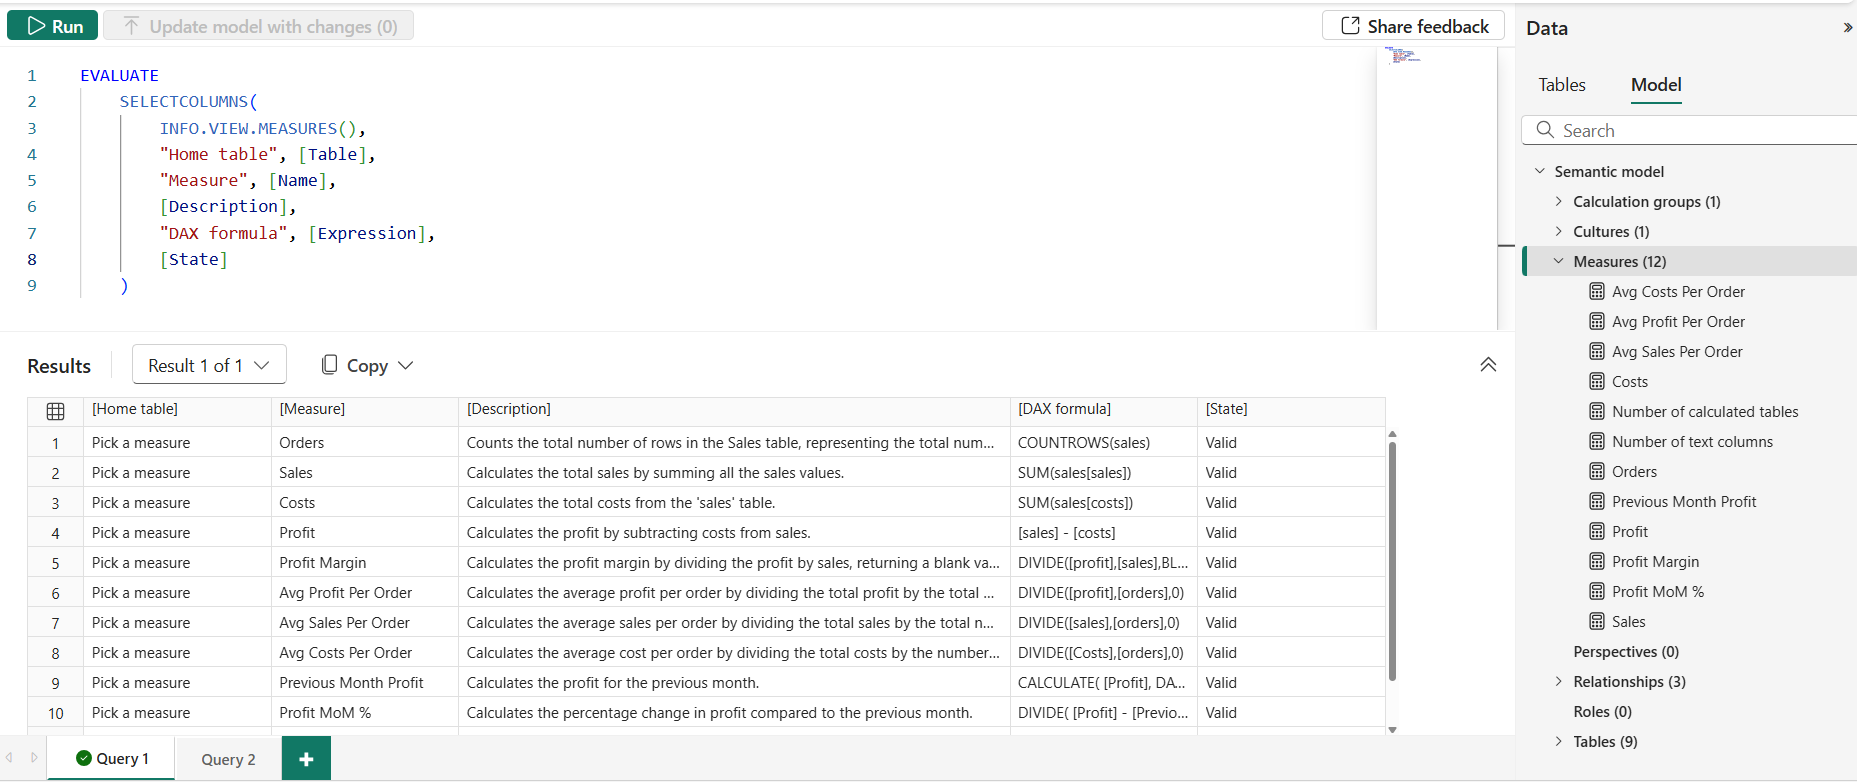 Run
Update model with changes (0)
Share feedback
1 EVALUATE
2 SELECTCOLUMNS(
3 INFO.VIEW.MEASURES(),
4 "Home table", [Table],
5 "Measure", [Name],
6 [Description],
7 "DAX formula", [Expression],
8 [State]
9 )
Results
Result 1 of 1
Copy
[Home table] [Measure] [Description] [DAX formula] [State]
1 Pick a measure Orders Counts the total number of rows in the Sales table, representing the total num... COUNTROWS(sales) Valid
2 Pick a measure Sales Calculates the total sales by summing all the sales values. SUM(sales[sales]) Valid
3 Pick a measure Costs Calculates the total costs from the 'sales' table. SUM(sales[costs]) Valid
4 Pick a measure Profit Calculates the profit by subtracting costs from sales. [sales] - [costs] Valid
5 Pick a measure Profit Margin Calculates the profit margin by dividing the profit by sales, returning a blank va... DIVIDE([profit],[sales],BL... Valid
6 Pick a measure Avg Profit Per Order Calculates the average profit per order by dividing the total profit by the total ... DIVIDE([profit],[orders],0) Valid
7 Pick a measure Avg Sales Per Order Calculates the average sales per order by dividing the total sales by the total n... DIVIDE([sales],[orders],0) Valid
8 Pick a measure Avg Costs Per Order Calculates the average cost per order by dividing the total costs by the number... DIVIDE([Costs],[orders],0) Valid
9 Pick a measure Previous Month Profit Calculates the profit for the previous month. CALCULATE( [Profit], DA... Valid
10 Pick a measure Profit MoM % Calculates the percentage change in profit compared to the previous month. DIVIDE( [Profit] - [Previo... Valid
Query 1
Query 2
+
Data
Tables
Model
Search
Semantic model
Calculation groups (1)
Cultures (1)
Measures (12)
Avg Costs Per Order
Avg Profit Per Order
Avg Sales Per Order
Costs
Number of calculated tables
Number of text columns
Orders
Previous Month Profit
Profit
Profit Margin
Profit MoM %
Sales
Perspectives (0)
Relationships (3)
Roles (0)
Tables (9)